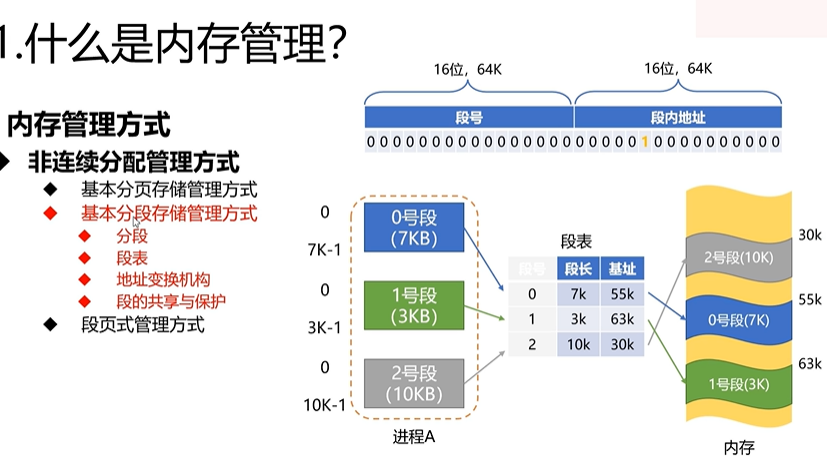 1.什么是内存管理？
内存管理方式
非连续分配管理方式
基本分页存储管理方式
基本分段存储管理方式
分段
段表
地址变换机构
段的共享与保护
段页式管理方式
16位，64K
16位，64K
段号
段内地址
0 0 0 0 0 0 0 0 0 0 0 0 0 0 0 0 0 0 0 0 0 1 0 0 0 0 0 0 0 0 0 0
0
7K-1
0
3K-1
0
10K-1
0号段
(7KB)
1号段
(3KB)
2号段
(10KB)
进程A
段表
段号 段长 基址
0 7k 55k
1 3k 63k
2 10k 30k
2号段(10K)
0号段(7K)
1号段(3K)
30k
55k
63k
内存